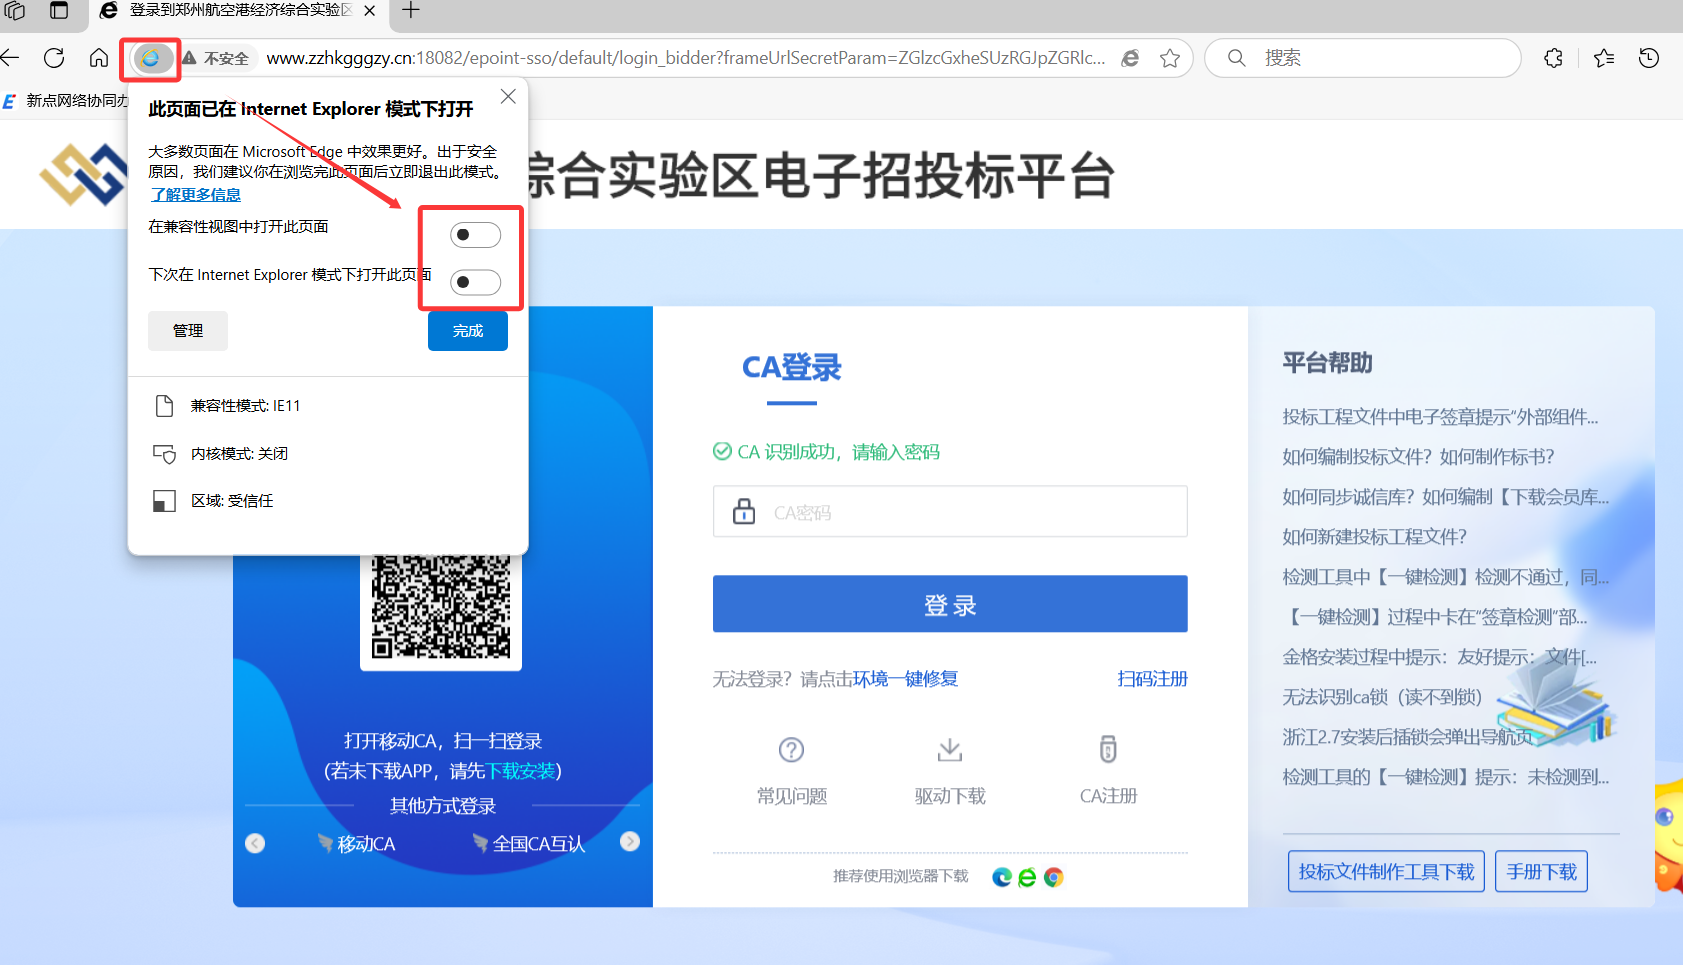 登录到郑州航空港经济综合实验区
不安全
www.zzhkgggzy.cn:18082/epoint-sso/default/login_bidder?frameUrlSecretParam=ZGlzcGxheSUzRGJpZGRlc...
搜索
新点网络协同办
此页面已在 Internet Explorer 模式下打开
大多数页面在 Microsoft Edge 中效果更好。出于安全
原因，我们建议你在浏览完此页面后立即退出此模式。
了解更多信息
在兼容性视图中打开此页面
下次在 Internet Explorer 模式下打开此页面
管理
完成
兼容性模式: IE11
内核模式: 关闭
区域: 受信任
综合实验区电子招投标平台
打开移动CA，扫一扫登录
(若未下载APP，请先下载安装)
其他方式登录
移动CA
全国CA互认
CA登录
CA 识别成功，请输入密码
CA密码
登 录
无法登录？请点击环境一键修复
扫码注册
常见问题
驱动下载
CA注册
推荐使用浏览器下载
平台帮助
投标工程文件中电子签章提示“外部组件...
如何编制投标文件？如何制作标书？
如何同步诚信库？如何编制【下载会员库...
如何新建投标工程文件？
检测工具中【一键检测】检测不通过，同...
【一键检测】过程中卡在“签章检测”部...
金格安装过程中提示：友好提示：文件[...
无法识别ca锁（读不到锁）
浙江2.7安装后插锁会弹出导航页
检测工具的【一键检测】提示：未检测到...
投标文件制作工具下载
手册下载